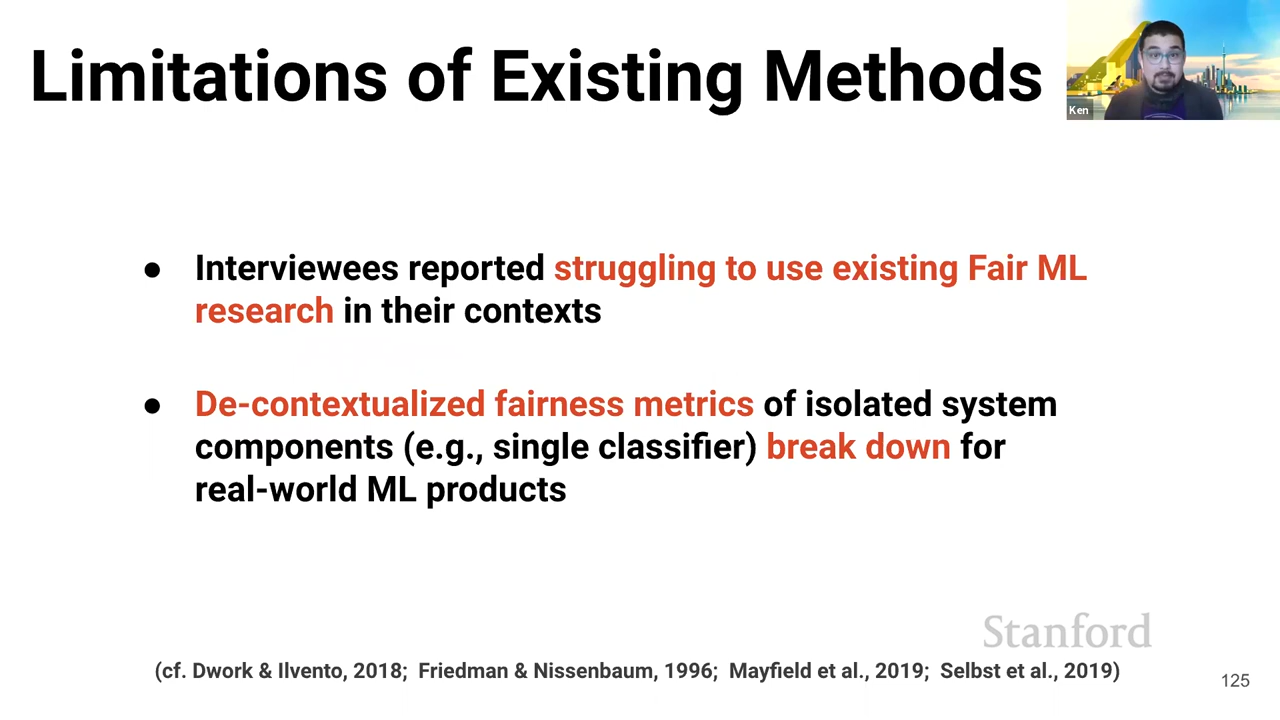 Limitations of Existing Methods
Ken
● Interviewees reported struggling to use existing Fair ML
research in their contexts
● De-contextualized fairness metrics of isolated system
components (e.g., single classifier) break down for
real-world ML products
Stanford
(cf. Dwork & Ilvento, 2018; Friedman & Nissenbaum, 1996; Mayfield et al., 2019; Selbst et al., 2019)
125